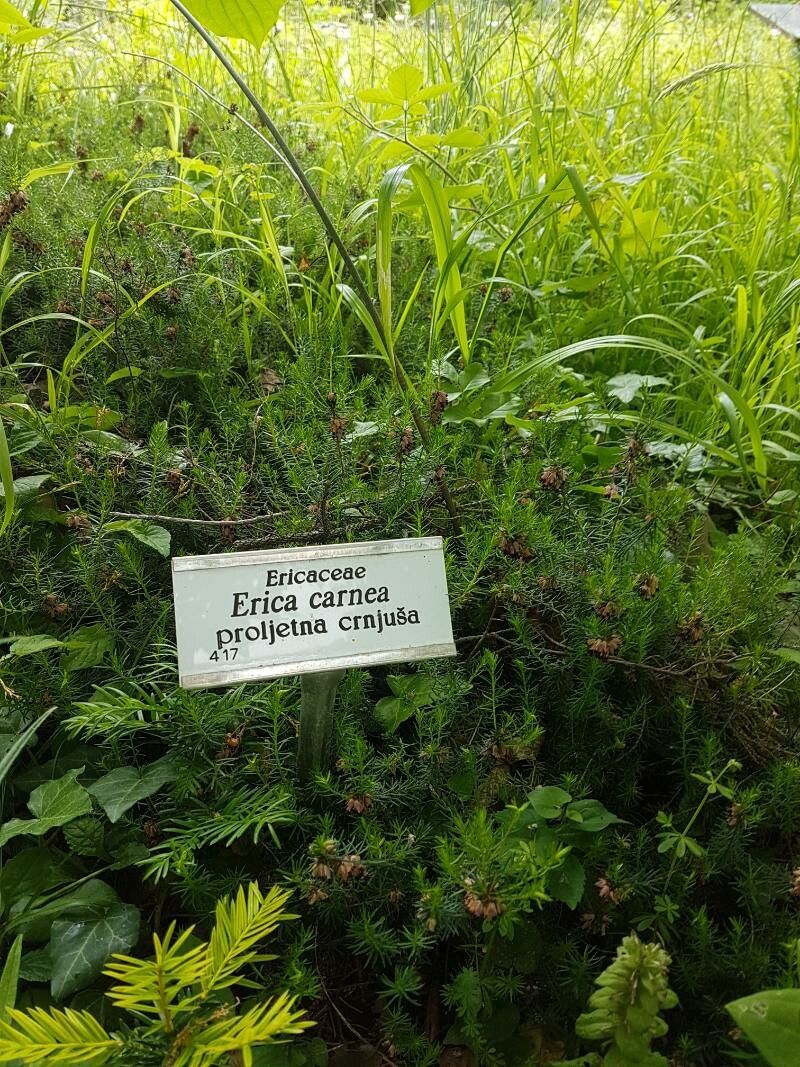 Ericaceae
Erica carnea
proljetna crnjuša
417